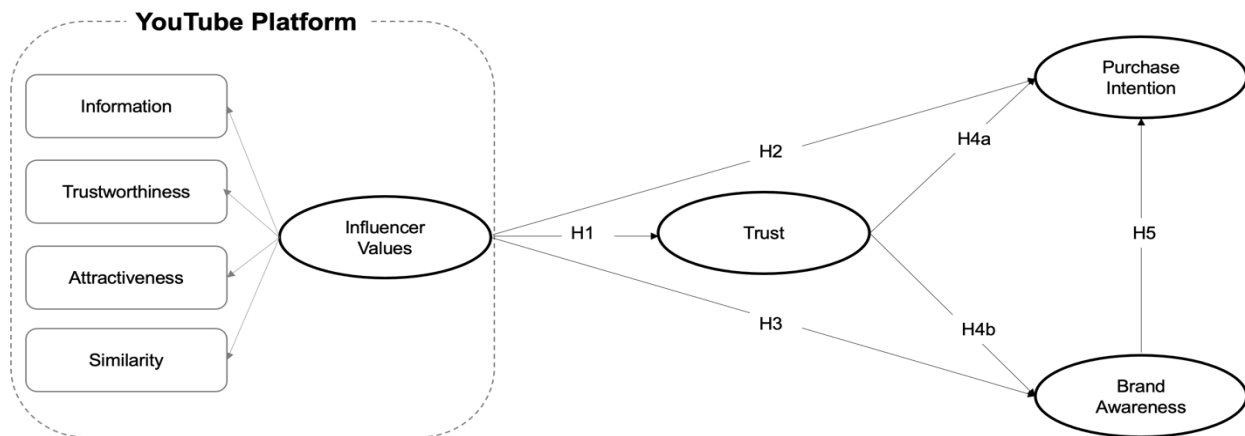 YouTube Platform
Information
Trustworthiness
Attractiveness
Similarity
Influencer
Values
H1
H2
H3
Trust
H4a
H4b
H5
Purchase
Intention
Brand
Awareness